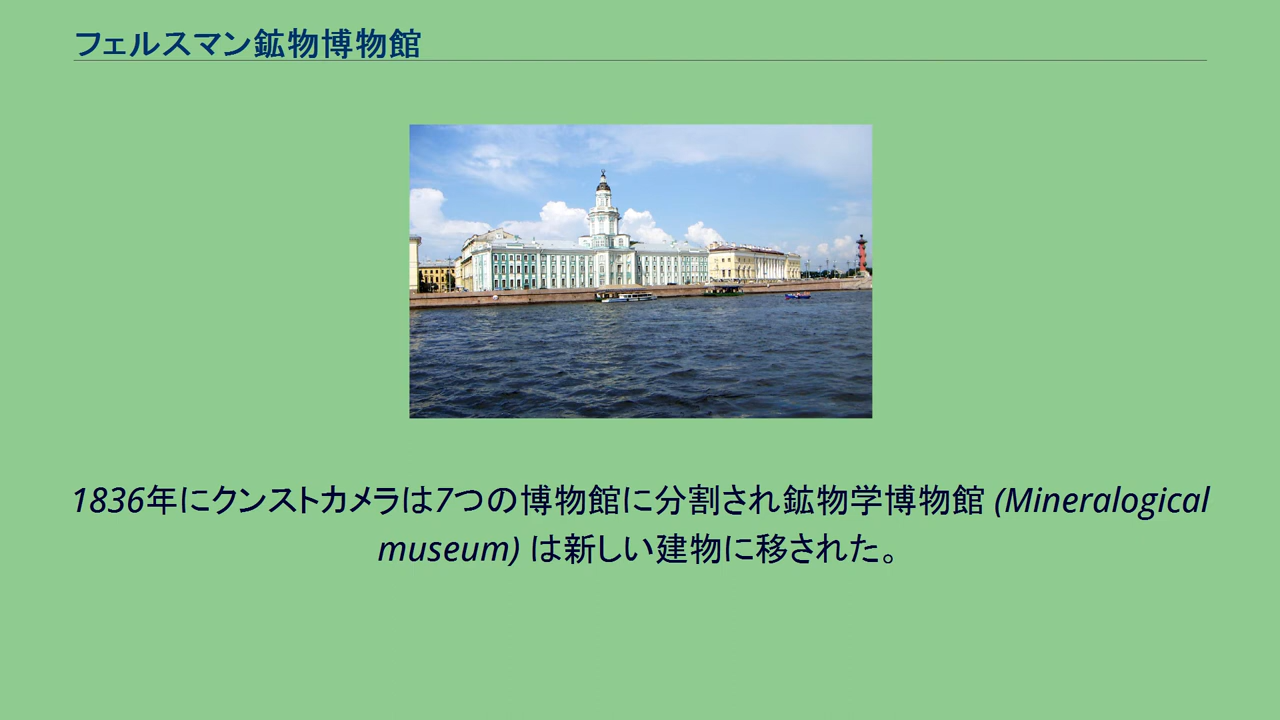 フェルスマン鉱物博物館
1836年にクンストカメラは7つの博物館に分割され鉱物学博物館 (Mineralogical
museum) は新しい建物に移された。